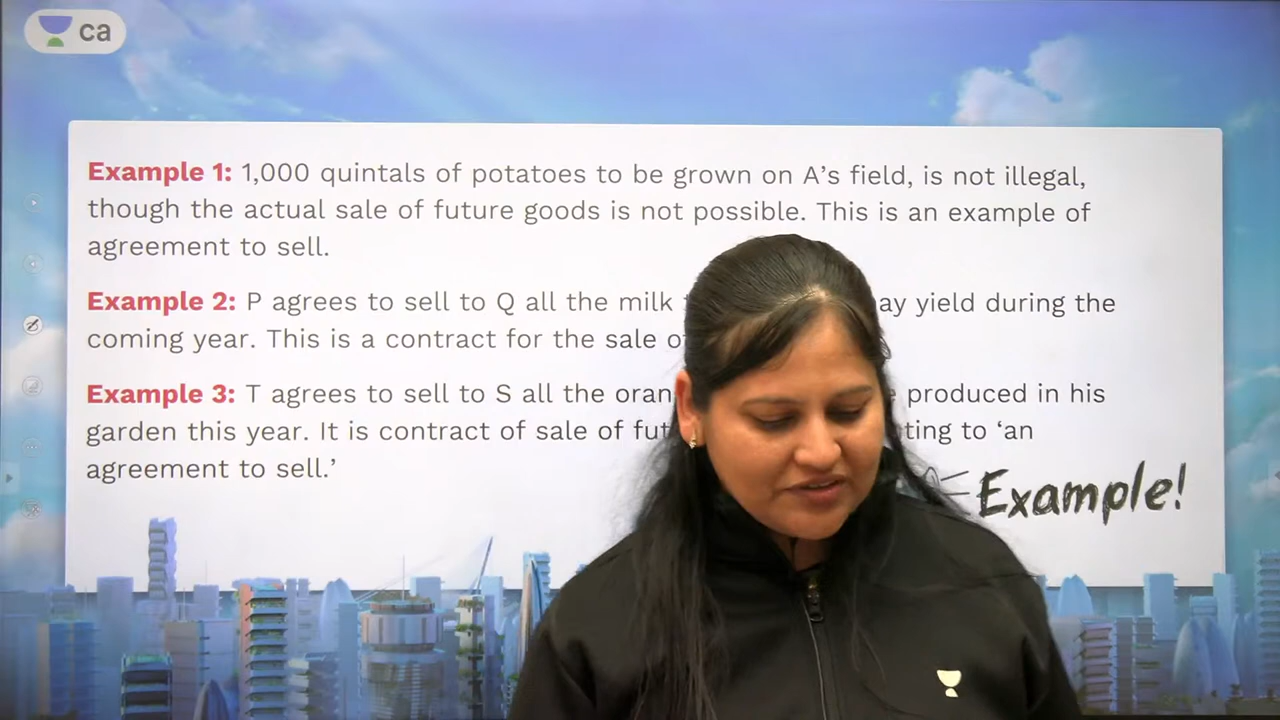 ca
Example 1: 1,000 quintals of potatoes to be grown on A's field, is not illegal,
though the actual sale of future goods is not possible. This is an example of
agreement to sell.
Example 2: P agrees to sell to Q all the milk yield during the
coming year. This is a contract for the sale
Example 3: T agrees to sell to S all the produced in his
garden this year. It is contract of sale of to 'an
agreement to sell.'
Example!